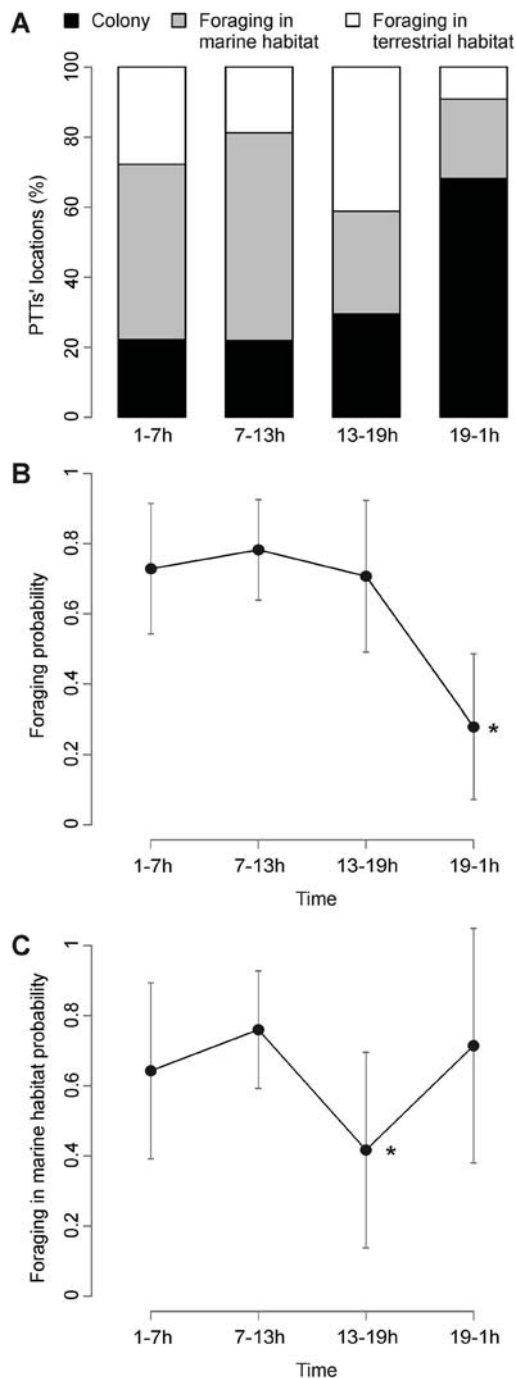 A
Colony
Foraging in
marine habitat
Foraging in
terrestrial habitat
PTTs' locations (%)
100
80
60
40
20
0
1-7h 7-13h 13-19h 19-1h
B
Foraging probability
1
0.8
0.6
0.4
0.2
0
*
1-7h 7-13h 13-19h 19-1h
Time
C
Foraging in marine habitat probability
1
0.8
0.6
0.4
0.2
0
*
1-7h 7-13h 13-19h 19-1h
Time